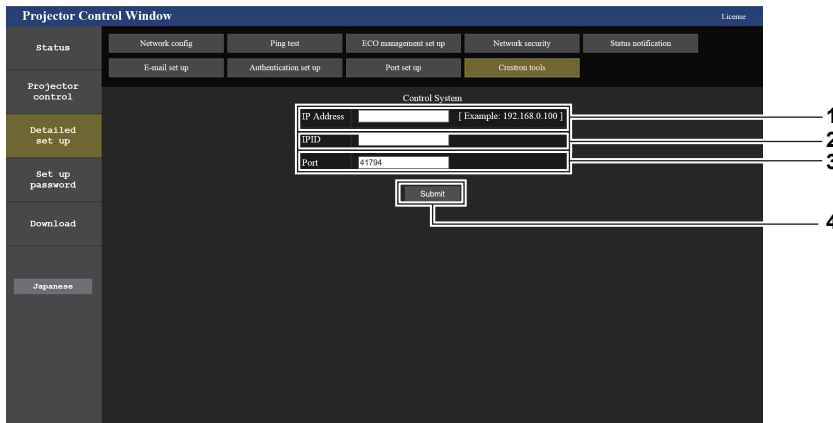 Projector Control Window
License
Status
Projector control
Detailed set up
Set up password
Download
Japanese
Network config
Ping test
ECO management set up
Network security
Status notification
E-mail set up
Authentication set up
Port set up
Crestron tools
Control System
IP Address [ Example: 192.168.0.100 ]
IPID
Port 41794
Submit
1
2
3
4